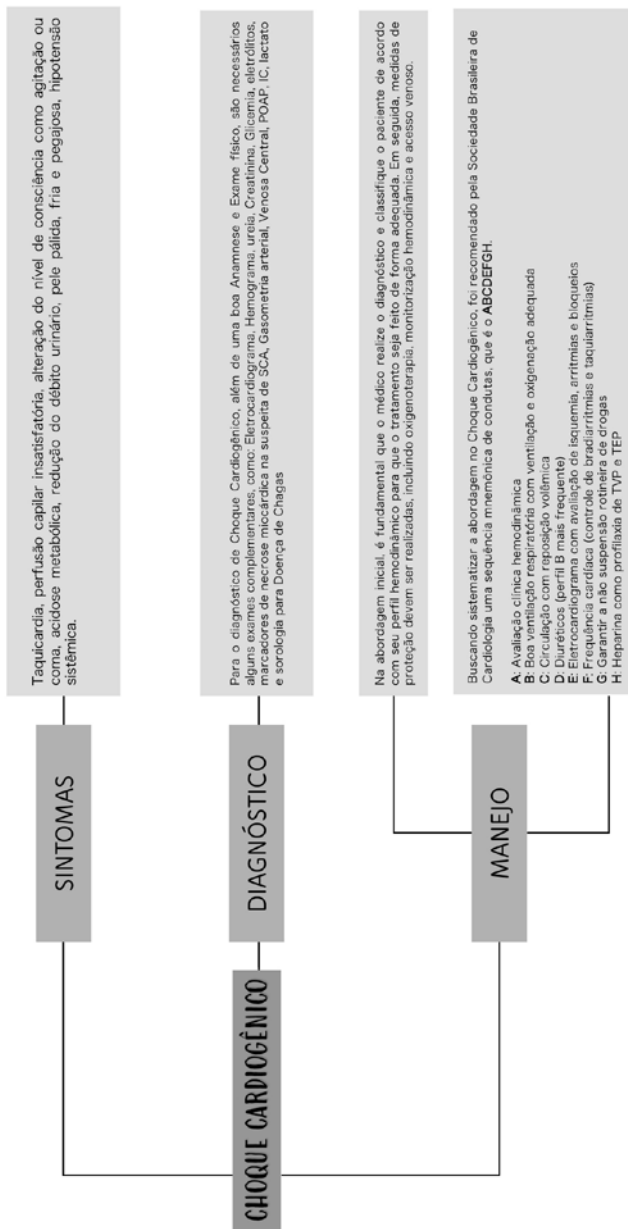 CHOQUE CARDIOGÊNICO
SINTOMAS
Taquicardia, perfusão capilar insatisfatória, alteração do nível de consciência como agitação ou
coma, acidose metabólica, redução do débito urinário, pele pálida, fria e pegajosa, hipotensão
sistêmica.
DIAGNÓSTICO
Para o diagnóstico de Choque Cardiogênico, além de uma boa Anamnese e Exame físico, são necessários
alguns exames complementares, como: Eletrocardiograma, Hemograma, ureia, Creatinina, Glicemia, eletrólitos,
marcadores de necrose miocárdica na suspeita de SCA, Gasometria arterial, Venosa Central, POAP, IC, lactato
e sorologia para Doença de Chagas
MANEJO
Na abordagem inicial, é fundamental que o médico realize o diagnóstico e classifique o paciente de acordo
com seu perfil hemodinâmico para que o tratamento seja feito de forma adequada. Em seguida, medidas de
proteção devem ser realizadas, incluindo oxigenoterapia, monitorização hemodinâmica e acesso venoso.
Buscando sistematizar a abordagem no Choque Cardiogênico, foi recomendado pela Sociedade Brasileira de
Cardiologia uma sequência mnemônica de condutas, que é o ABCDEFGH.
A: Avaliação clínica hemodinâmica
B: Boa ventilação respiratória com ventilação e oxigenação adequada
C: Circulação com reposição volêmica
D: Diuréticos (perfil B mais frequente)
E: Eletrocardiograma com avaliação de isquemia, arritmias e bloqueios
F: Frequência cardíaca (controle de bradiarritmias e taquiarritmias)
G: Garantir a não suspensão rotineira de drogas
H: Heparina como profilaxia de TVP e TEP